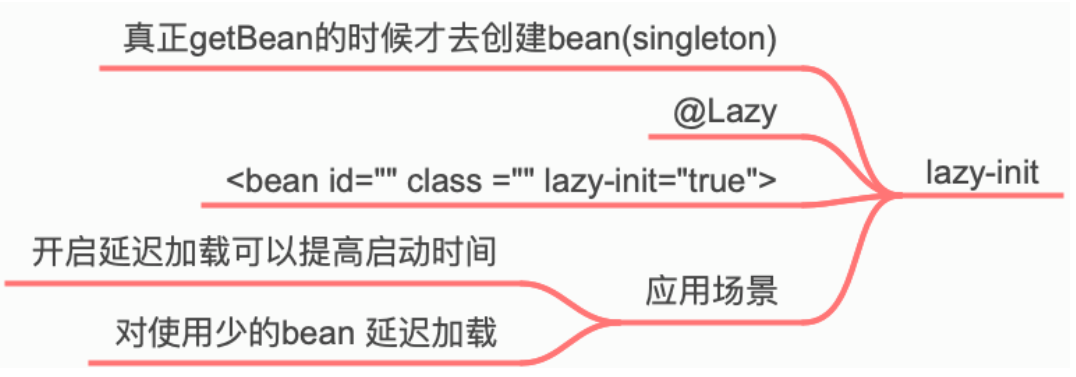 真正getBean的时候才去创建bean(singleton)
@Lazy
<bean id="" class ="" lazy-init="true">
lazy-init
开启延迟加载可以提高启动时间
应用场景
对使用少的bean 延迟加载